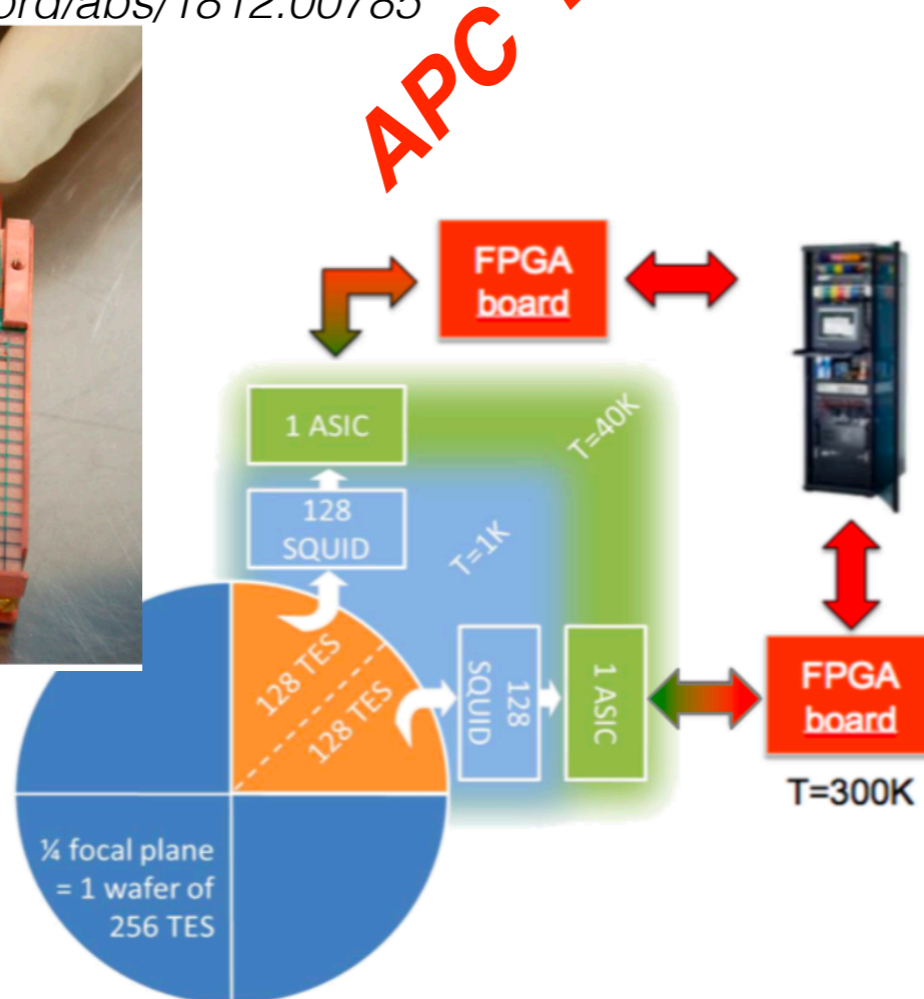 ord/abs/1812.00785
APC
FPGA
board
1 ASIC
T=40K
128
SQUID
T=1K
128 TES
128 TES
128
SQUID
1 ASIC
FPGA
board
T=300K
¼ focal plane
= 1 wafer of
256 TES